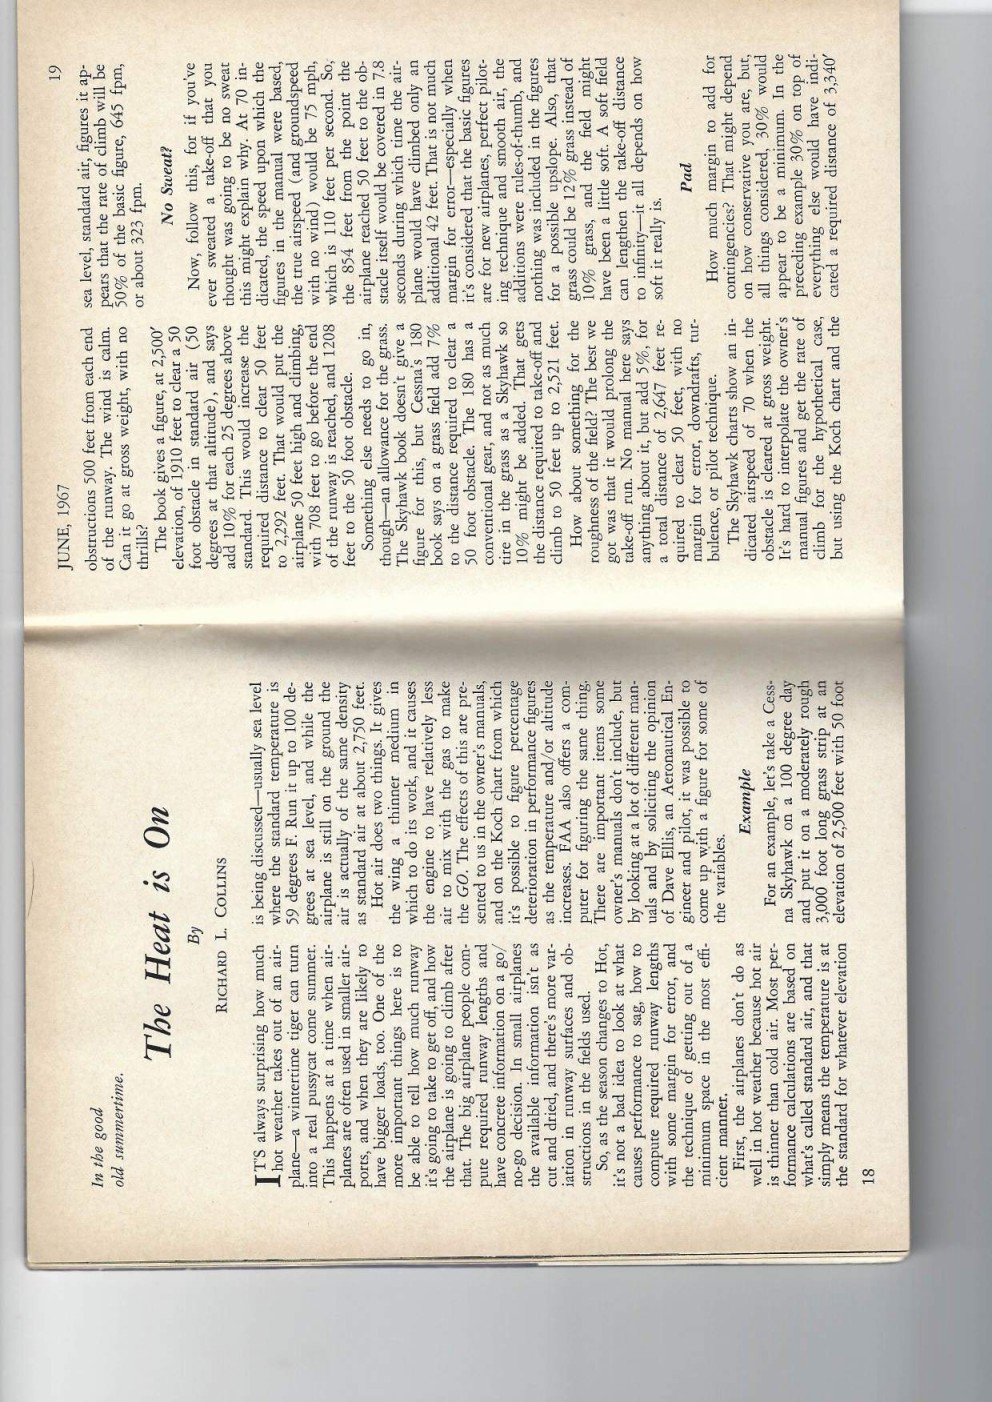 In the good
old summertime.
The Heat is On
By
RICHARD L. COLLINS
IT'S always surprising how much
hot weather takes out of an air-
plane—a wintertime tiger can turn
into a real pussycat come summer.
This happens at a time when air-
planes are often used in smaller air-
ports, and when they are likely to
have bigger loads, too. One of the
more important things here is to
be able to tell how much runway
it's going to take to get off, and how
the airplane is going to climb after
that. The big airplane people com-
pute required runway lengths and
have concrete information on a go/
no-go decision. In small airplanes
the available information isn't as
cut and dried, and there's more var-
iation in runway surfaces and ob-
structions in the fields used.
So, as the season changes to Hot,
it's not a bad idea to look at what
causes performance to sag, how to
compute required runway lengths
with some margin for error, and
the technique of getting out of a
minimum space in the most effi-
cient manner.
First, the airplanes don't do as
well in hot weather because hot air
is thinner than cold air. Most per-
formance calculations are based on
what's called standard air, and that
simply means the temperature is at
the standard for whatever elevation
18
is being discussed—usually sea level
where the standard temperature is
59 degrees F. Run it up to 100 de-
grees at sea level, and while the
airplane is still on the ground the
air is actually of the same density
as standard air at about 2,750 feet.
Hot air does two things. It gives
the wing a thinner medium in
which to do its work, and it causes
the engine to have relatively less
air to mix with the gas to make
the GO. The effects of this are pre-
sented to us in the owner's manuals,
and on the Koch chart from which
it's possible to figure percentage
deterioration in performance figures
as the temperature and/or altitude
increases. FAA also offers a com-
puter for figuring the same thing.
There are important items some
owner's manuals don't include, but
by looking at a lot of different man-
uals and by soliciting the opinion
of Dave Ellis, an Aeronautical En-
gineer and pilot, it was possible to
come up with a figure for some of
the variables.
Example
For an example, let's take a Cess-
na Skyhawk on a 100 degree day
and put it on a moderately rough
3,000 foot long grass strip at an
elevation of 2,500 feet with 50 foot
JUNE, 1967
19
obstructions 500 feet from each end
of the runway. The wind is calm.
Can it go at gross weight, with no
thrills?
The book gives a figure, at 2,500'
elevation, of 1910 feet to clear a 50
foot obstacle in standard air (50
degrees at that altitude), and says
add 10% for each 25 degrees above
standard. This would increase the
required distance to clear 50 feet
to 2,292 feet. That would put the
airplane 50 feet high and climbing,
with 708 feet to go before the end
of the runway is reached, and 1208
feet to the 50 foot obstacle.
Something else needs to go in,
though—an allowance for the grass.
The Skyhawk book doesn't give a
figure for this, but Cessna's 180
book says on a grass field add 7%
to the distance required to clear a
50 foot obstacle. The 180 has a
conventional gear, and not as much
tire in the grass as a Skyhawk so
10% might be added. That gets
the distance required to take-off and
climb to 50 feet up to 2,521 feet.
How about something for the
roughness of the field? The best we
got was that it would prolong the
take-off run. No manual here says
anything about it, but add 5%, for
a total distance of 2,647 feet re-
quired to clear 50 feet, with no
margin for error, downdrafts, tur-
bulence, or pilot technique.
The Skyhawk charts show an in-
dicated airspeed of 70 when the
obstacle is cleared at gross weight.
It's hard to interpolate the owner's
manual figures and get the rate of
climb for the hypothetical case,
but using the Koch chart and the
sea level, standard air, figures it ap-
pears that the rate of climb will be
50% of the basic figure, 645 fpm,
or about 323 fpm.
No Sweat?
Now, follow this, for if you've
ever sweated a take-off that you
thought was going to be no sweat
this might explain why. At 70 in-
dicated, the speed upon which the
figures in the manual were based,
the true airspeed (and groundspeed
with no wind) would be 75 mph,
which is 110 feet per second. So,
the 854 feet from the point the
airplane reached 50 feet to the ob-
stacle itself would be covered in 7.8
seconds during which time the air-
plane would have climbed only an
additional 42 feet. That is not much
margin for error—especially when
it's considered that the basic figures
are for new airplanes, perfect pilot-
ing technique and smooth air, the
additions were rules-of-thumb, and
nothing was included in the figures
for a possible upslope. Also, that
grass could be 12% grass instead of
10% grass, and the field might
have been a little soft. A soft field
can lengthen the take-off distance
to infinity—it all depends on how
soft it really is.
Pad
How much margin to add for
contingencies? That might depend
on how conservative you are, but,
all things considered, 30% would
appear to be a minimum. In the
preceding example 30% on top of
everything else would have indi-
cated a required distance of 3,340'